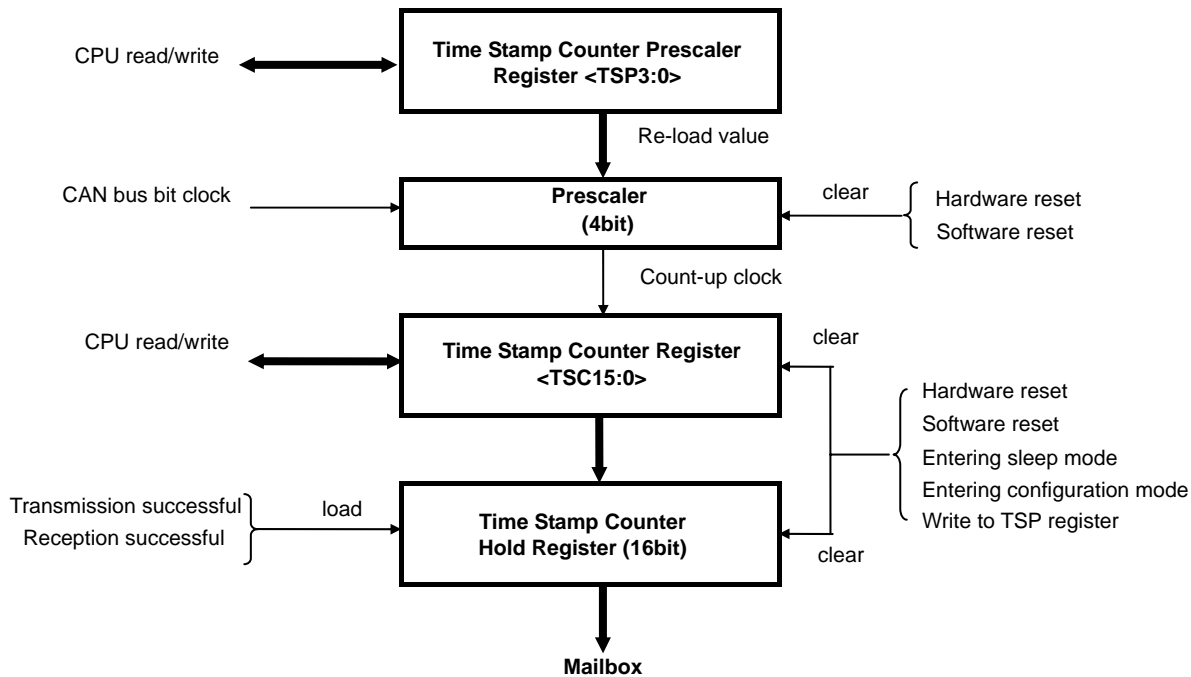 Time Stamp Counter Prescaler
Register <TSP3:0>
CPU read/write
Re-load value
CAN bus bit clock
Prescaler
(4bit)
clear
Hardware reset
Software reset
Count-up clock
CPU read/write
Time Stamp Counter Register
<TSC15:0>
clear
Hardware reset
Software reset
Entering sleep mode
Entering configuration mode
Write to TSP register
Transmission successful
Reception successful
load
Time Stamp Counter
Hold Register (16bit)
clear
Mailbox